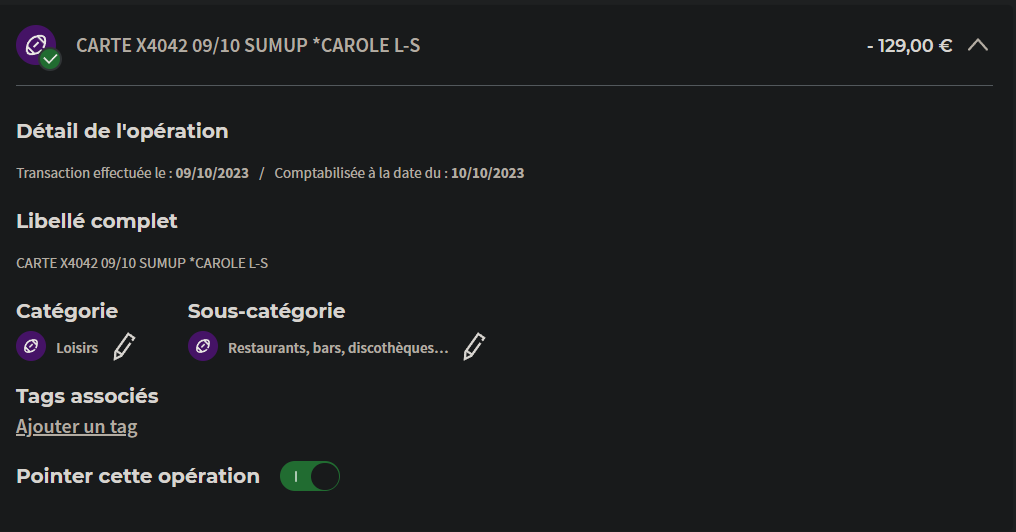 CARTE X4042 09/10 SUMUP *CAROLE L-S - 129,00 €
Détail de l'opération
Transaction effectuée le : 09/10/2023 / Comptabilisée à la date du : 10/10/2023
Libellé complet
CARTE X4042 09/10 SUMUP *CAROLE L-S
Catégorie Sous-catégorie
Loisirs Restaurants, bars, discothèques…
Tags associés
Ajouter un tag
Pointer cette opération